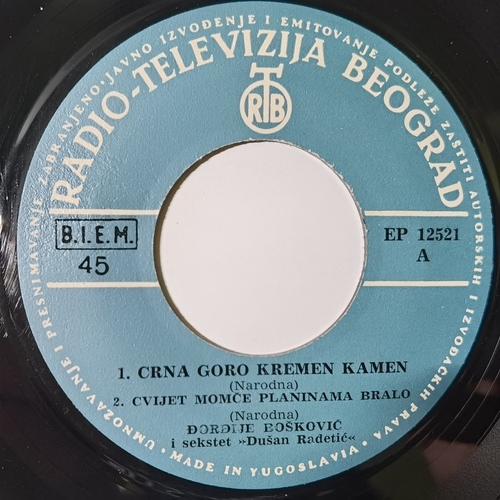 UMNOŽAVANJE I PRESNIMAVANJE ZABRANJENO·JAVNO IZVOĐENJE I EMITOVANJE PODLEŽE ZAŠTITI AUTORSKIH I IZVOĐAČKIH PRAVA·
RADIO-TELEVIZIJA BEOGRAD
RTB
B.I.E.M.
45
EP 12521
A
1. CRNA GORO KREMEN KAMEN
(Narodna)
2. CVIJET MOMČE PLANINAMA BRALO
(Narodna)
ĐORĐIJE BOŠKOVIĆ
i sekstet »Dušan Radetić«
MADE IN YUGOSLAVIA